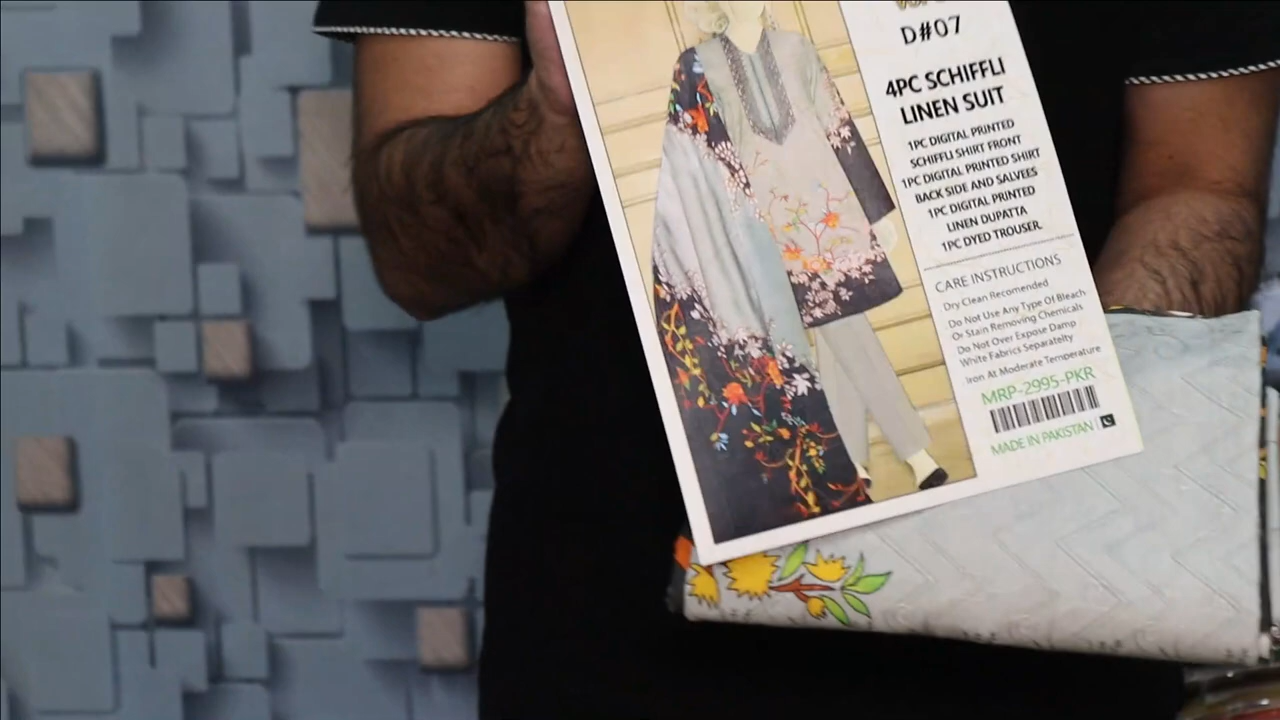 D#07
4PC SCHIFFLI
LINEN SUIT
1PC DIGITAL PRINTED
SCHIFFLI SHIRT FRONT
1PC DIGITAL PRINTED SHIRT
BACK SIDE AND SALVEES
1PC DIGITAL PRINTED
LINEN DUPATTA
1PC DYED TROUSER.
CARE INSTRUCTIONS
Dry Clean Recomended
Do Not Use Any Type Of Bleach
Or Stain Removing Chemicals
Do Not Over Expose Damp
White Fabrics Separatelty
Iron At Moderate Temperature
MRP-2995-PKR
MADE IN PAKISTAN